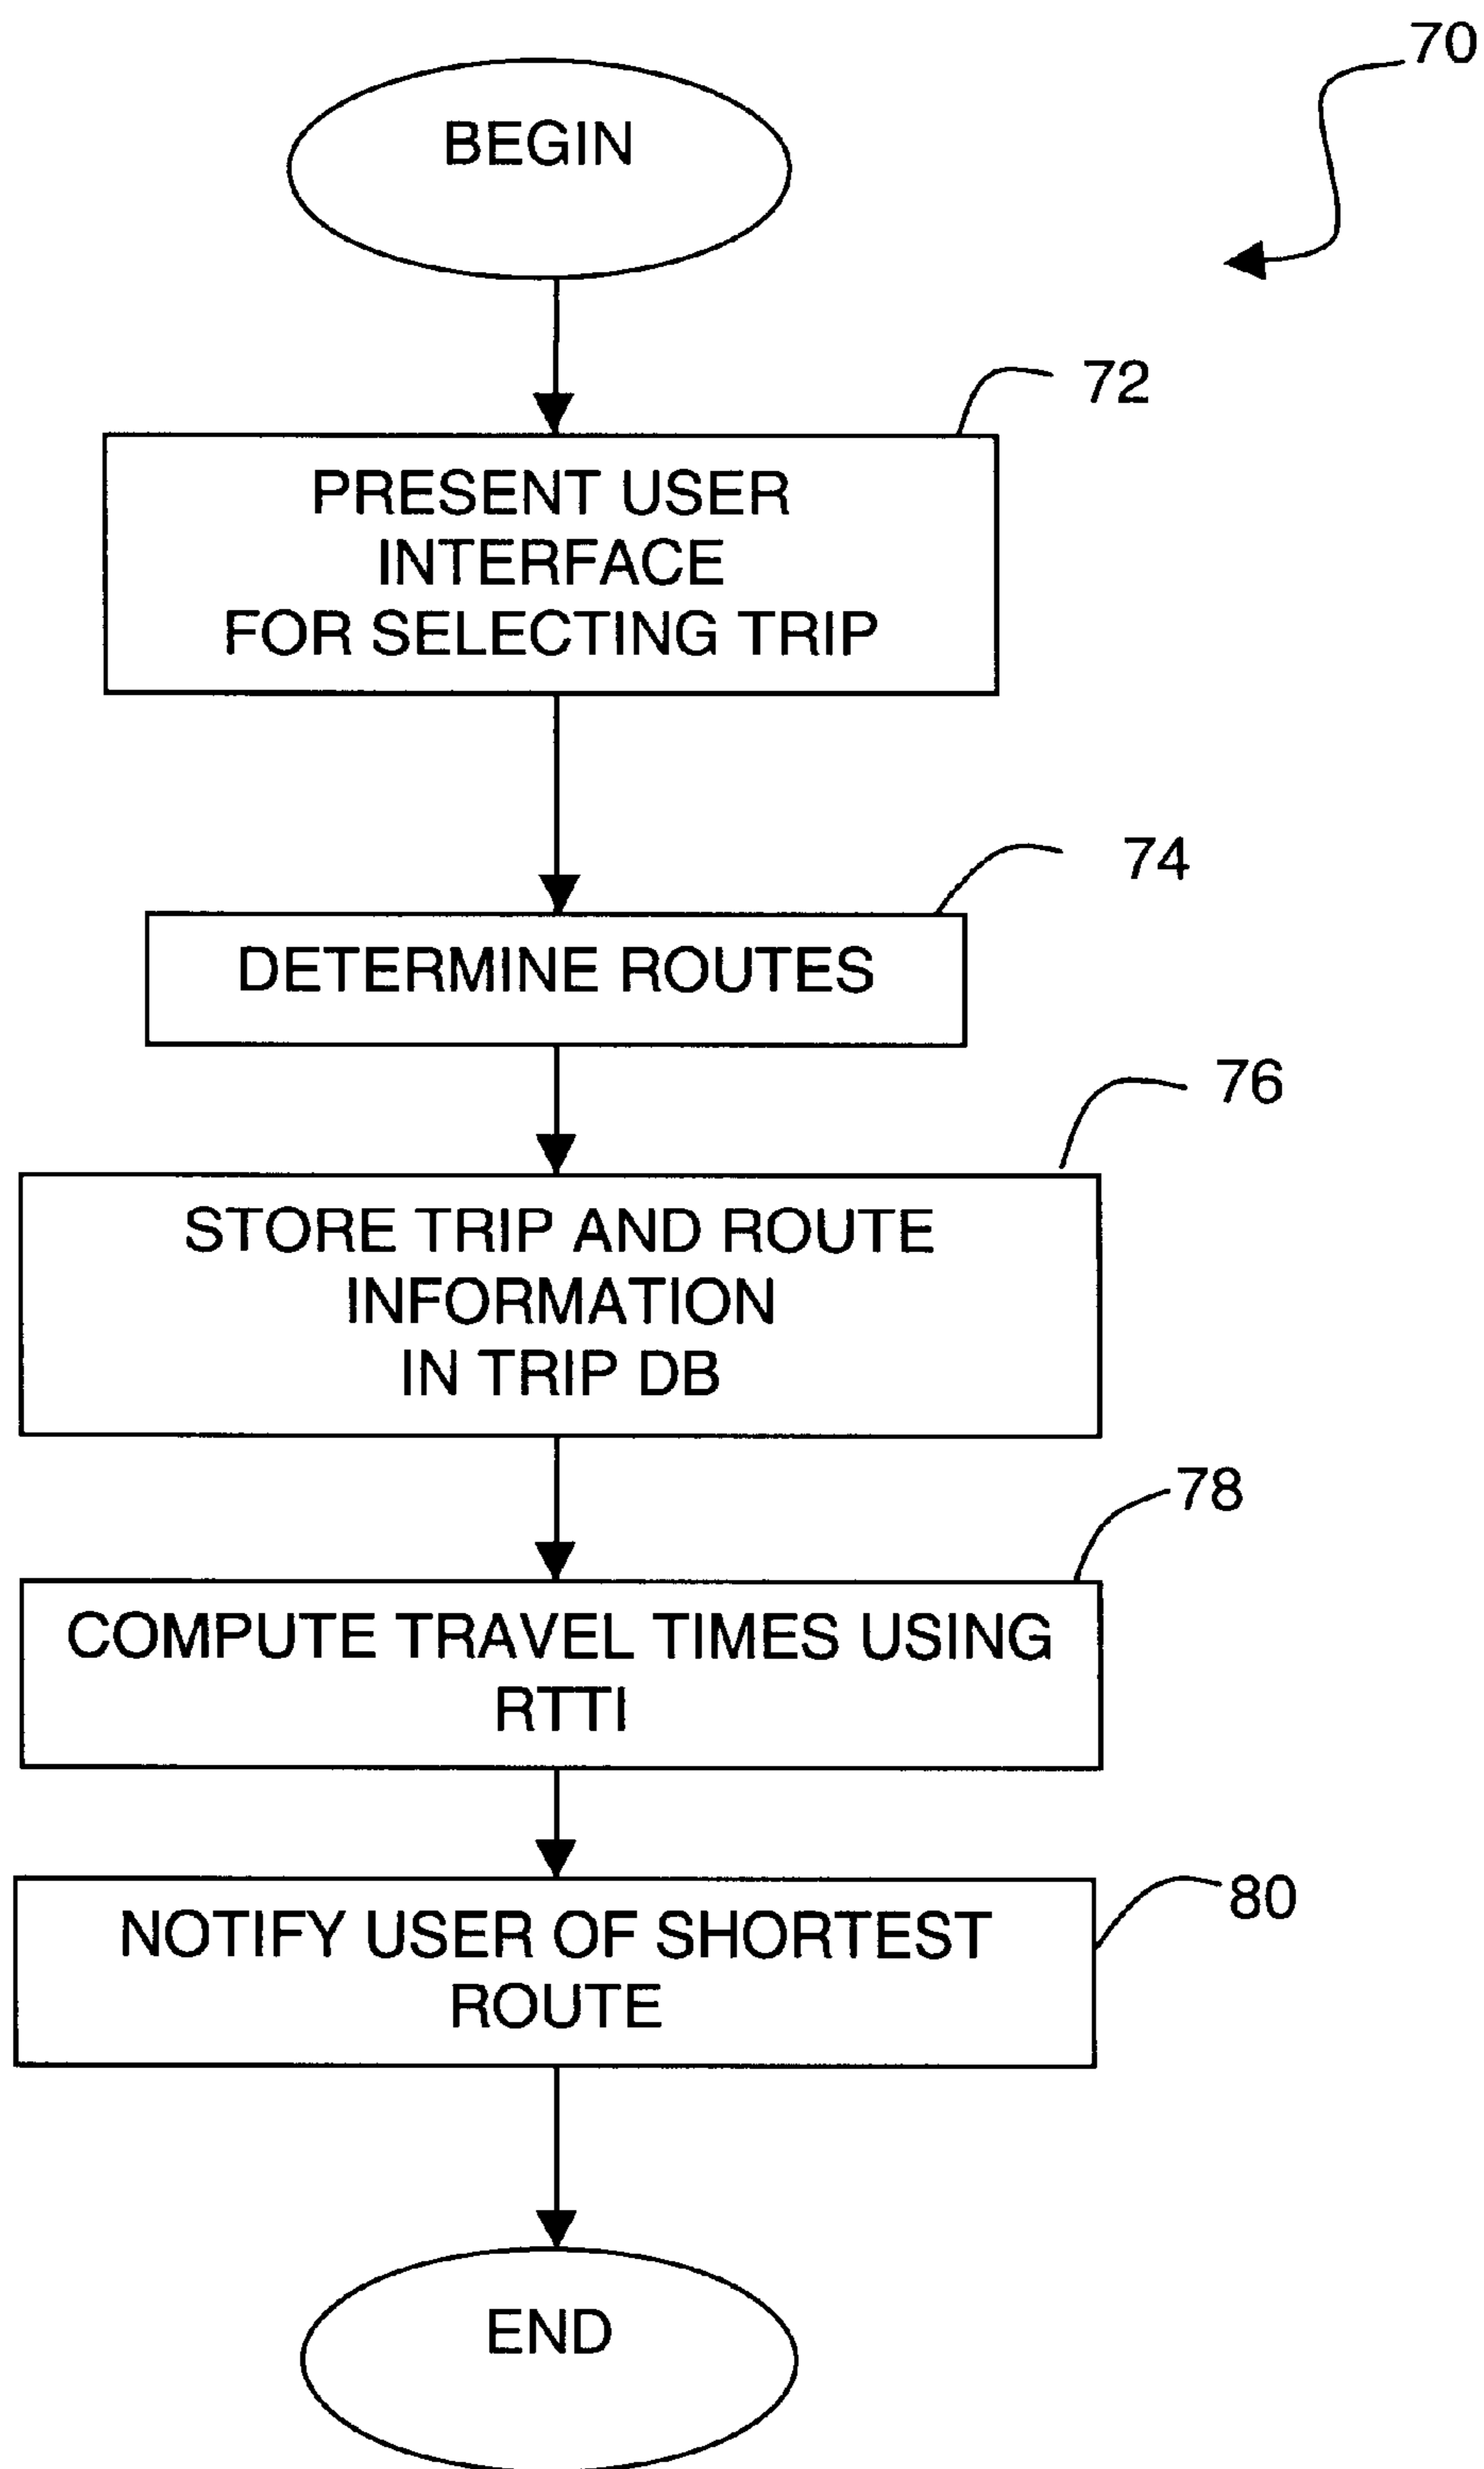 70
BEGIN
72
PRESENT USER
INTERFACE
FOR SELECTING TRIP
74
DETERMINE ROUTES
76
STORE TRIP AND ROUTE
INFORMATION
IN TRIP DB
78
COMPUTE TRAVEL TIMES USING
RTTI
80
NOTIFY USER OF SHORTEST
ROUTE
END